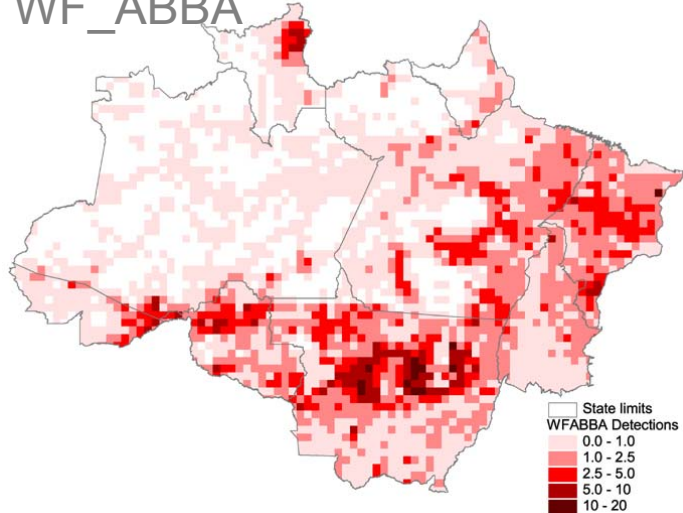 WF_ABBA
State limits
WFABBA Detections
0.0 - 1.0
1.0 - 2.5
2.5 - 5.0
5.0 - 10
10 - 20